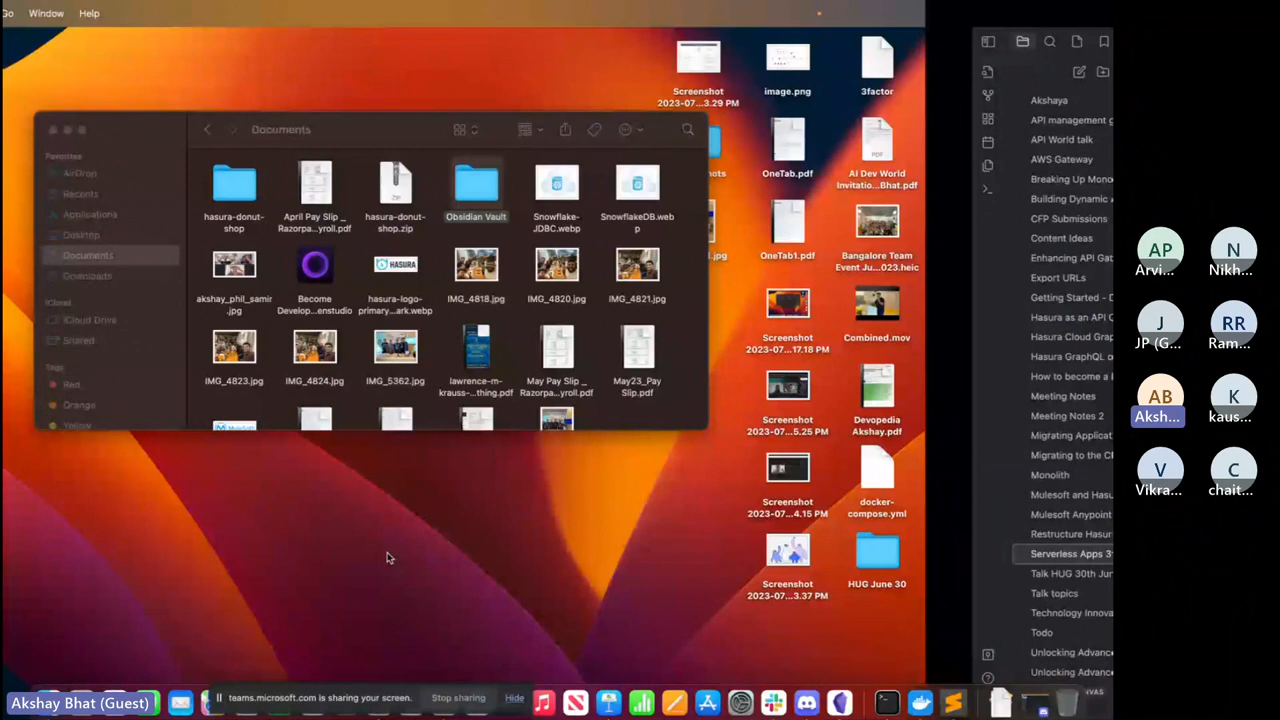 Go Window Help
Documents
Favorites
AirDrop
Recents
Applications
Desktop
Documents
Downloads
iCloud
iCloud Drive
Shared
Tags
Red
Orange
Yellow
hasura-donut-
shop
April Pay Slip _
Razorpa...yroll.pdf
hasura-donut-
shop.zip
Obsidian Vault
Snowflake-
JDBC.webp
SnowflakeDB.web
p
akshay_phil_samir
.jpg
Become
Develop...enstudio
hasura-logo-
primary...ark.webp
IMG_4818.jpg
IMG_4820.jpg
IMG_4821.jpg
IMG_4823.jpg
IMG_4824.jpg
IMG_5362.jpg
lawrence-m-
krauss-...thing.pdf
May Pay Slip _
Razorpa...yroll.pdf
May23_Pay
Slip.pdf
Screenshot
2023-07...3.29 PM
image.png
3factor
nots
OneTab.pdf
AI Dev World
Invitatio...Bhat.pdf
l.jpg
OneTab1.pdf
Bangalore Team
Event Ju...023.heic
Screenshot
2023-07...17.18 PM
Combined.mov
Screenshot
2023-07...5.25 PM
Devopedia
Akshay.pdf
Screenshot
2023-07...4.15 PM
docker-
compose.yml
Screenshot
2023-07...3.37 PM
HUG June 30
Akshaya
API management g
API World talk
AWS Gateway
Breaking Up Mono
Building Dynamic A
CFP Submissions
Content Ideas
Enhancing API Ga
Export URLs
Getting Started - D
Hasura as an API G
Hasura Cloud Grap
Hasura GraphQL o
How to become a D
Meeting Notes
Meeting Notes 2
Migrating Applicat
Migrating to the Cl
Monolith
Mulesoft and Hasu
Mulesoft Anypoint
Restructure Hasur
Serverless Apps 3
Talk HUG 30th Jun
Talk topics
Technology Innova
Todo
Unlocking Advance
Unlocking Advance
NVAS
AP
Arvi...
N
Nikh...
J
JP (G...
RR
Ram...
AB
Aksh...
K
kaus...
V
Vikra...
C
chait...
Akshay Bhat (Guest)
teams.microsoft.com is sharing your screen.
Stop sharing
Hide